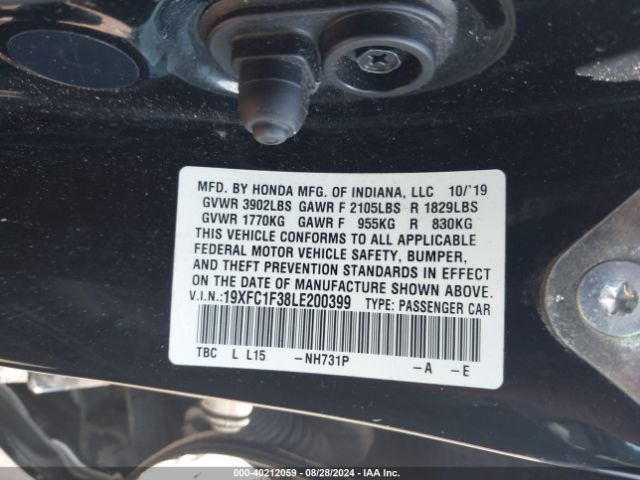 MFD. BY HONDA MFG. OF INDIANA, LLC 10/'19
GVWR 3902LBS GAWR F 2105LBS R 1829LBS
GVWR 1770KG GAWR F 955KG R 830KG
THIS VEHICLE CONFORMS TO ALL APPLICABLE
FEDERAL MOTOR VEHICLE SAFETY, BUMPER,
AND THEFT PREVENTION STANDARDS IN EFFECT
ON THE DATE OF MANUFACTURE SHOWN ABOVE.
V.I.N.:19XFC1F38LE200399 TYPE: PASSENGER CAR
TBC L L15 -NH731P -A -E
000-40212059 - 08/28/2024 - IAA Inc.